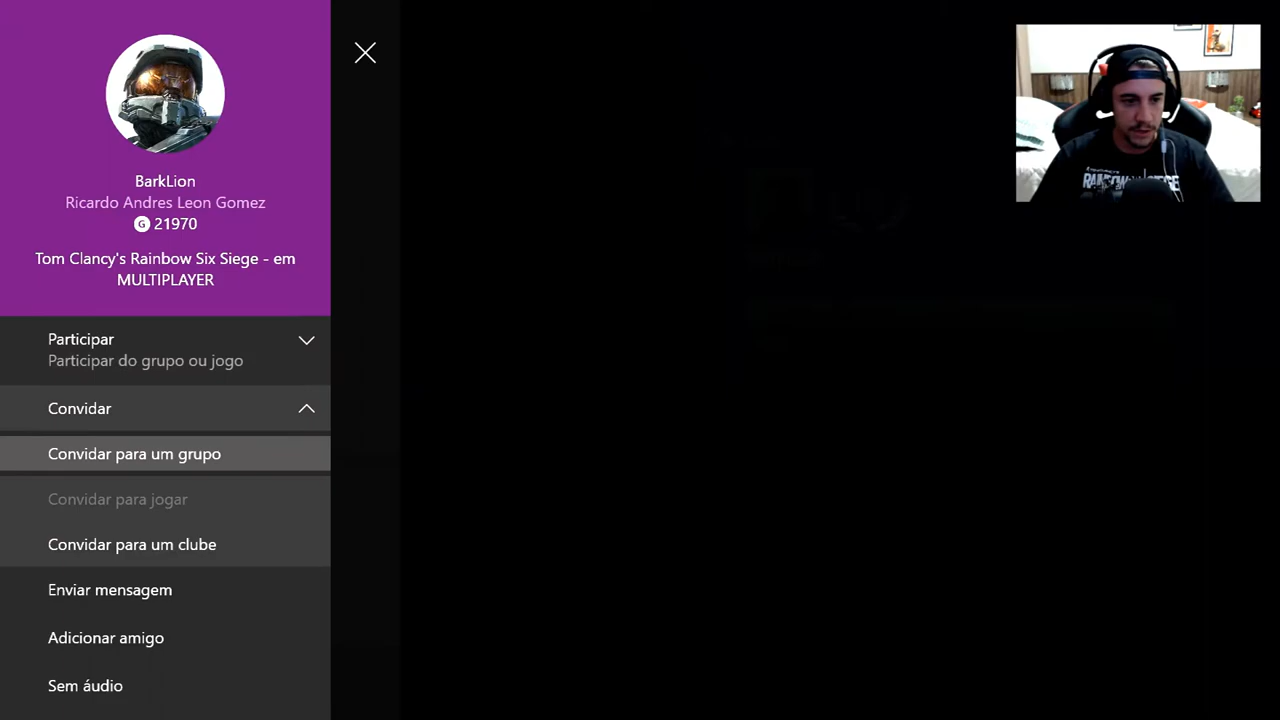 BarkLion
Ricardo Andres Leon Gomez
G 21970
Tom Clancy's Rainbow Six Siege - em
MULTIPLAYER
Participar
Participar do grupo ou jogo
Convidar
Convidar para um grupo
Convidar para jogar
Convidar para um clube
Enviar mensagem
Adicionar amigo
Sem áudio